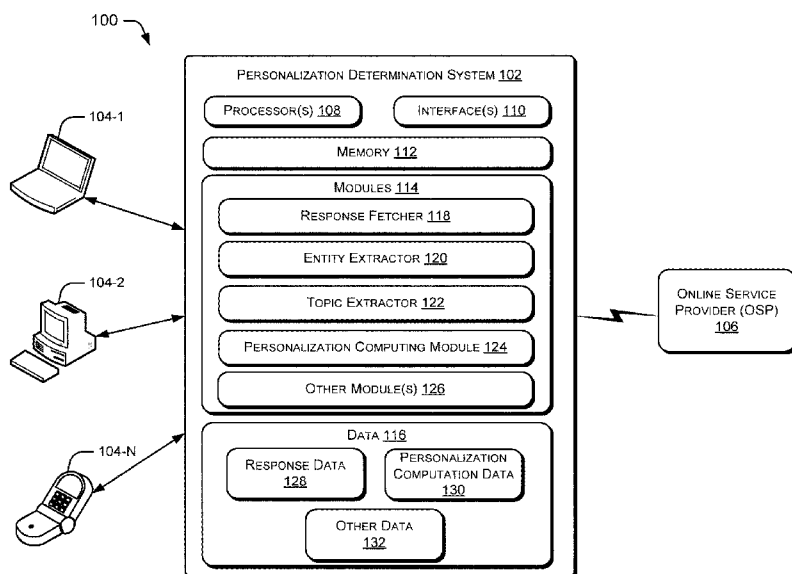 100
PERSONALIZATION DETERMINATION SYSTEM 102
PROCESSOR(S) 108
INTERFACE(S) 110
MEMORY 112
MODULES 114
RESPONSE FETCHER 118
ENTITY EXTRACTOR 120
TOPIC EXTRACTOR 122
PERSONALIZATION COMPUTING MODULE 124
OTHER MODULE(S) 126
DATA 116
RESPONSE DATA
128
PERSONALIZATION
COMPUTATION DATA
130
OTHER DATA
132
104-1
104-2
104-N
ONLINE SERVICE
PROVIDER (OSP)
106